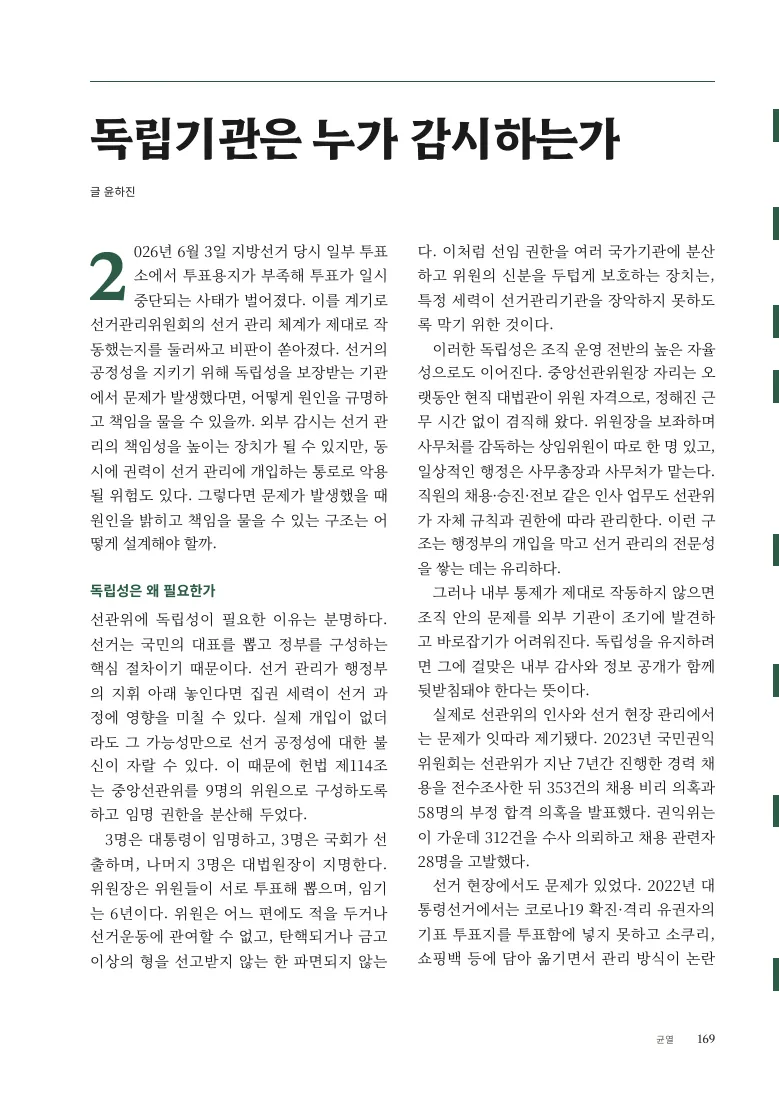 독립기관은 누가 감시하는가
글 윤하진
2026년 6월 3일 지방선거 당시 일부 투표
소에서 투표용지가 부족해 투표가 일시
중단되는 사태가 벌어졌다. 이를 계기로
선거관리위원회의 선거 관리 체계가 제대로 작
동했는지를 둘러싸고 비판이 쏟아졌다. 선거의
공정성을 지키기 위해 독립성을 보장받는 기관
에서 문제가 발생했다면, 어떻게 원인을 규명하
고 책임을 물을 수 있을까. 외부 감시는 선거 관
리의 책임성을 높이는 장치가 될 수 있지만, 동
시에 권력이 선거 관리에 개입하는 통로로 악용
될 위험도 있다. 그렇다면 문제가 발생했을 때
원인을 밝히고 책임을 물을 수 있는 구조는 어
떻게 설계해야 할까.
독립성은 왜 필요한가
선관위에 독립성이 필요한 이유는 분명하다.
선거는 국민의 대표를 뽑고 정부를 구성하는
핵심 절차이기 때문이다. 선거 관리가 행정부
의 지휘 아래 놓인다면 집권 세력이 선거 과
정에 영향을 미칠 수 있다. 실제 개입이 없더
라도 그 가능성만으로 선거 공정성에 대한 불
신이 자랄 수 있다. 이 때문에 헌법 제114조
는 중앙선관위를 9명의 위원으로 구성하도록
하고 임명 권한을 분산해 두었다.
3명은 대통령이 임명하고, 3명은 국회가 선
출하며, 나머지 3명은 대법원장이 지명한다.
위원장은 위원들이 서로 투표해 뽑으며, 임기
는 6년이다. 위원은 어느 편에도 적을 두거나
선거운동에 관여할 수 없고, 탄핵되거나 금고
이상의 형을 선고받지 않는 한 파면되지 않는
다. 이처럼 선임 권한을 여러 국가기관에 분산
하고 위원의 신분을 두텁게 보호하는 장치는,
특정 세력이 선거관리기관을 장악하지 못하도
록 막기 위한 것이다.
이러한 독립성은 조직 운영 전반의 높은 자율
성으로도 이어진다. 중앙선관위원장 자리는 오
랫동안 현직 대법관이 위원 자격으로, 정해진 근
무 시간 없이 겸직해 왔다. 위원장을 보좌하며
사무처를 감독하는 상임위원이 따로 한 명 있고,
일상적인 행정은 사무총장과 사무처가 맡는다.
직원의 채용·승진·전보 같은 인사 업무도 선관위
가 자체 규칙과 권한에 따라 관리한다. 이런 구
조는 행정부의 개입을 막고 선거 관리의 전문성
을 쌓는 데는 유리하다.
그러나 내부 통제가 제대로 작동하지 않으면
조직 안의 문제를 외부 기관이 조기에 발견하
고 바로잡기가 어려워진다. 독립성을 유지하려
면 그에 걸맞은 내부 감사와 정보 공개가 함께
뒷받침돼야 한다는 뜻이다.
실제로 선관위의 인사와 선거 현장 관리에서
는 문제가 잇따라 제기됐다. 2023년 국민권익
위원회는 선관위가 지난 7년간 진행한 경력 채
용을 전수조사한 뒤 353건의 채용 비리 의혹과
58명의 부정 합격 의혹을 발표했다. 권익위는
이 가운데 312건을 수사 의뢰하고 채용 관련자
28명을 고발했다.
선거 현장에서도 문제가 있었다. 2022년 대
통령선거에서는 코로나19 확진·격리 유권자의
기표 투표지를 투표함에 넣지 못하고 소쿠리,
쇼핑백 등에 담아 옮기면서 관리 방식이 논란
균열 169